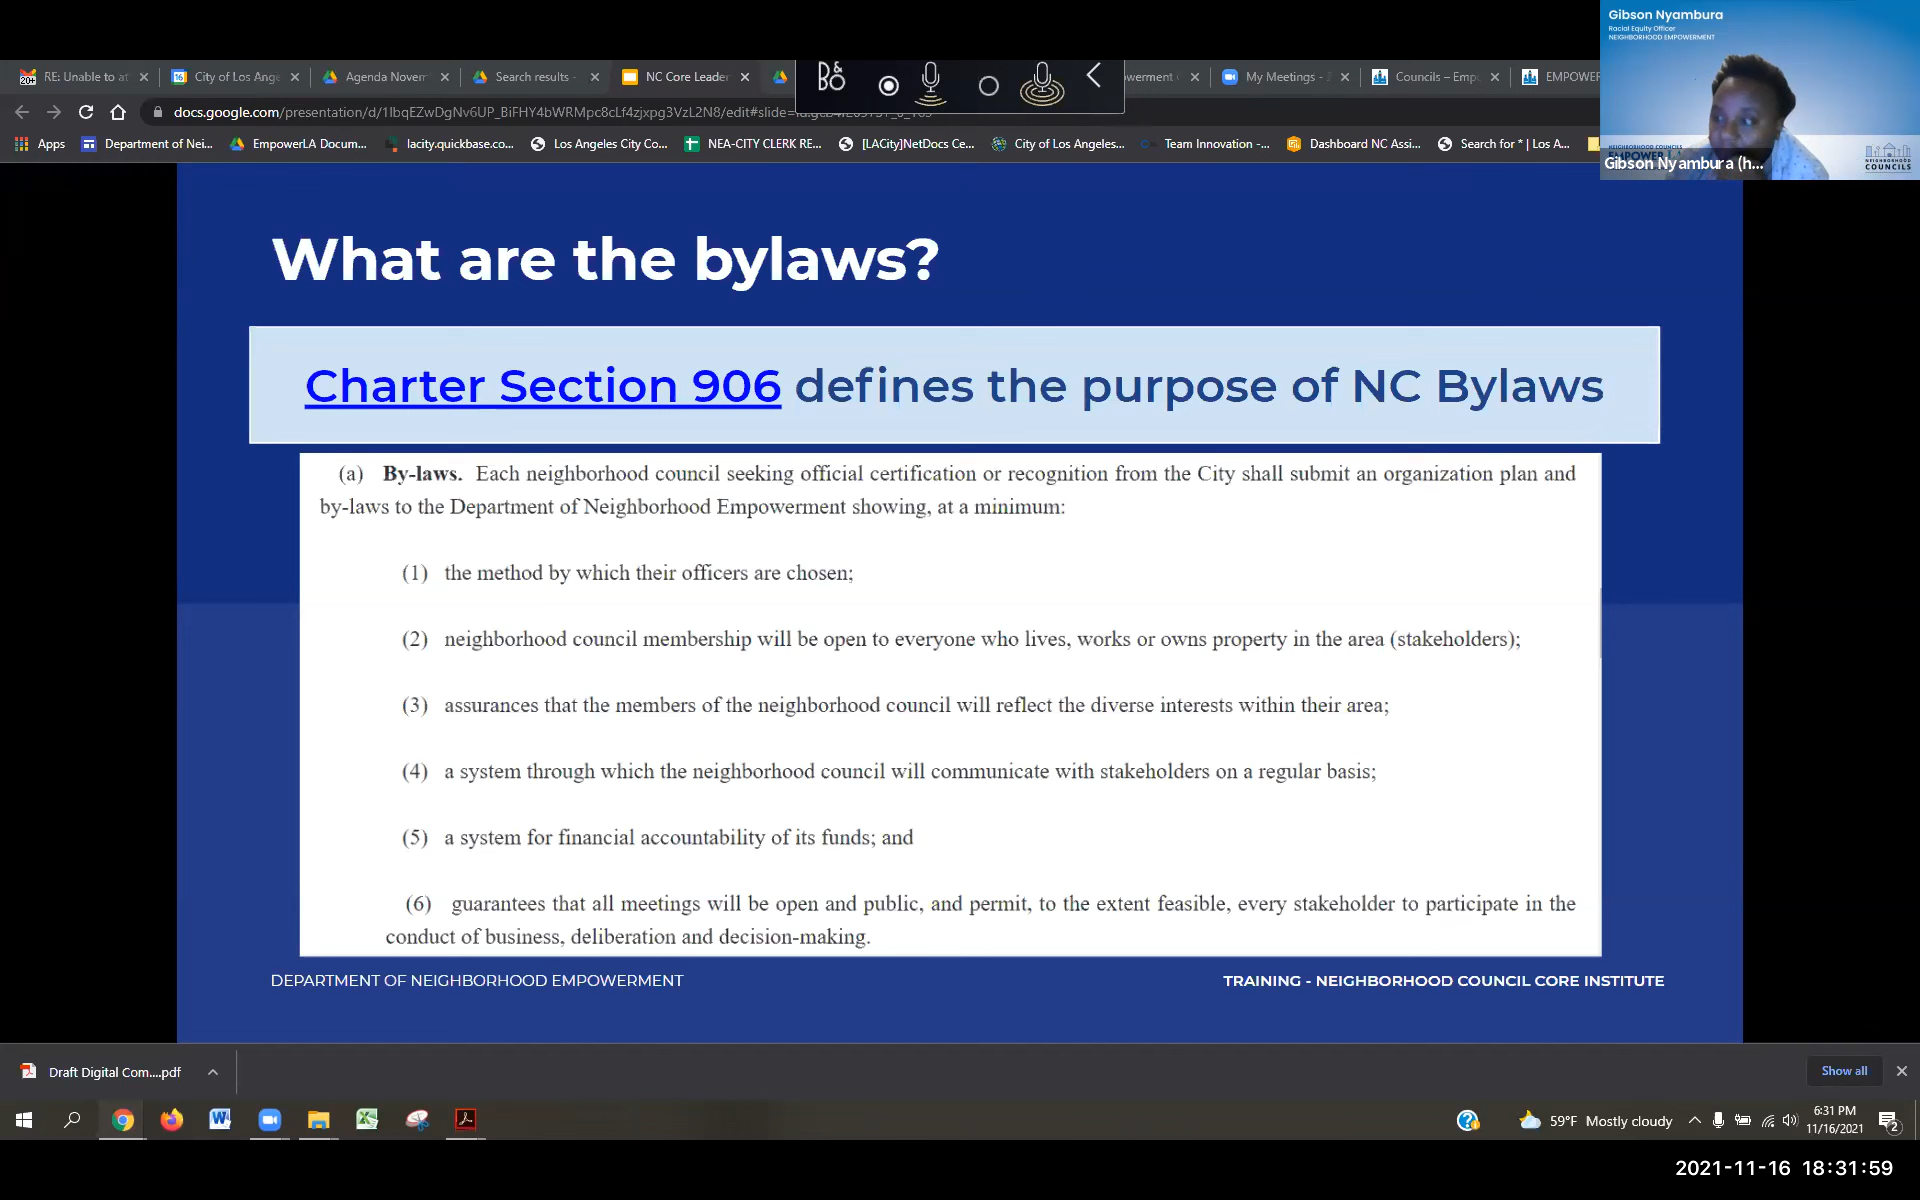 Gibson Nyambura
Racial Equity Officer
NEIGHBORHOOD EMPOWERMENT
RE: Unable to at
City of Los Ange
Agenda Novem
Search results -
NC Core Leader
owerment
My Meetings - Z
Councils – Emp
EMPOWER
B&O
docs.google.com/presentation/d/1IbqEZwDgNv6UP_BiFHY4bWRMpc8cLf4zjxpg3VzL2N8/edit#slide=
Apps
Department of Nei...
EmpowerLA Docum...
lacity.quickbase.co...
Los Angeles City Co...
NEA-CITY CLERK RE...
[LACity]NetDocs Ce...
City of Los Angeles...
Team Innovation -...
Dashboard NC Assi...
Search for * | Los A...
Gibson Nyambura (h...
NEIGHBORHOOD
COUNCILS
What are the bylaws?
Charter Section 906 defines the purpose of NC Bylaws
(a) By-laws. Each neighborhood council seeking official certification or recognition from the City shall submit an organization plan and
by-laws to the Department of Neighborhood Empowerment showing, at a minimum:
(1) the method by which their officers are chosen;
(2) neighborhood council membership will be open to everyone who lives, works or owns property in the area (stakeholders);
(3) assurances that the members of the neighborhood council will reflect the diverse interests within their area;
(4) a system through which the neighborhood council will communicate with stakeholders on a regular basis;
(5) a system for financial accountability of its funds; and
(6) guarantees that all meetings will be open and public, and permit, to the extent feasible, every stakeholder to participate in the
conduct of business, deliberation and decision-making.
DEPARTMENT OF NEIGHBORHOOD EMPOWERMENT
TRAINING - NEIGHBORHOOD COUNCIL CORE INSTITUTE
Draft Digital Com....pdf
Show all
59°F Mostly cloudy
6:31 PM
11/16/2021
2
2021-11-16 18:31:59